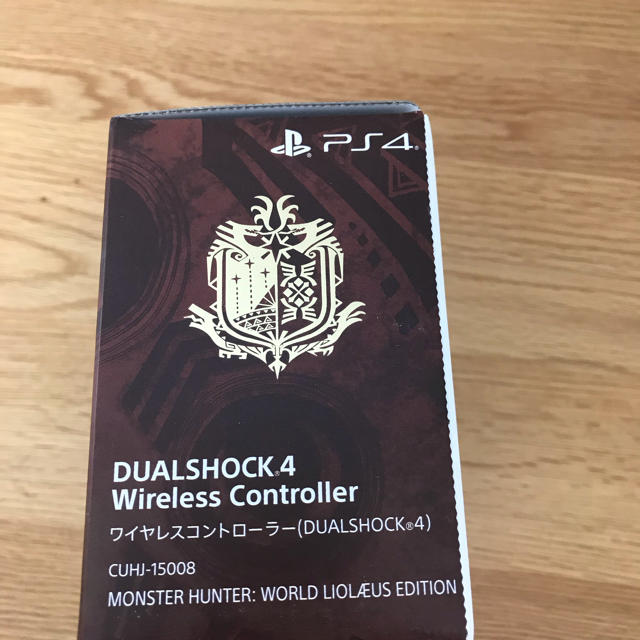 PS4®
DUALSHOCK®4
Wireless Controller
ワイヤレスコントローラー(DUALSHOCK®4)
CUHJ-15008
MONSTER HUNTER: WORLD LIOLÆUS EDITION